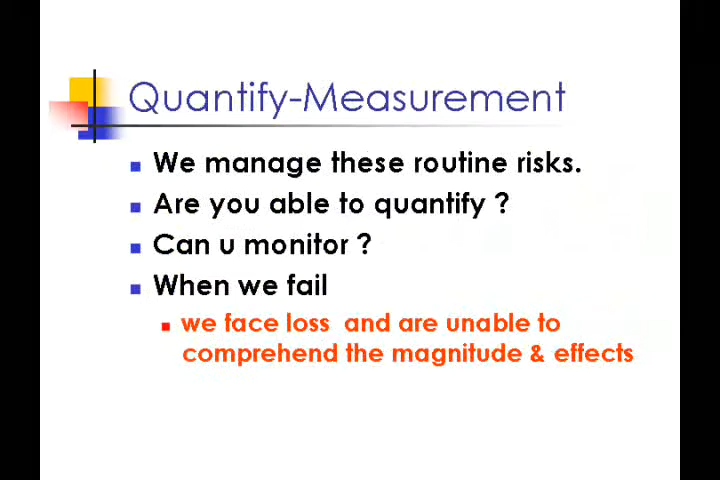 Quantify-Measurement
We manage these routine risks.
Are you able to quantify ?
Can u monitor ?
When we fail
we face loss and are unable to
comprehend the magnitude & effects